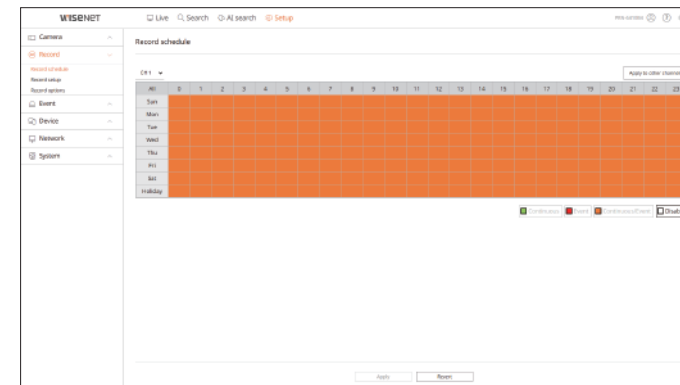 WISENET
Live Search AI search Setup
Camera
Record
Record schedule
Record setup
Record options
Event
Device
Network
System
Record schedule
CH 1
Apply to other channels
All 0 1 2 3 4 5 6 7 8 9 10 11 12 13 14 15 16 17 18 19 20 21 22 23
Sun
Mon
Tue
Wed
Thu
Fri
Sat
Holiday
Continuous Event Continuous/Event Disab
Apply Revert